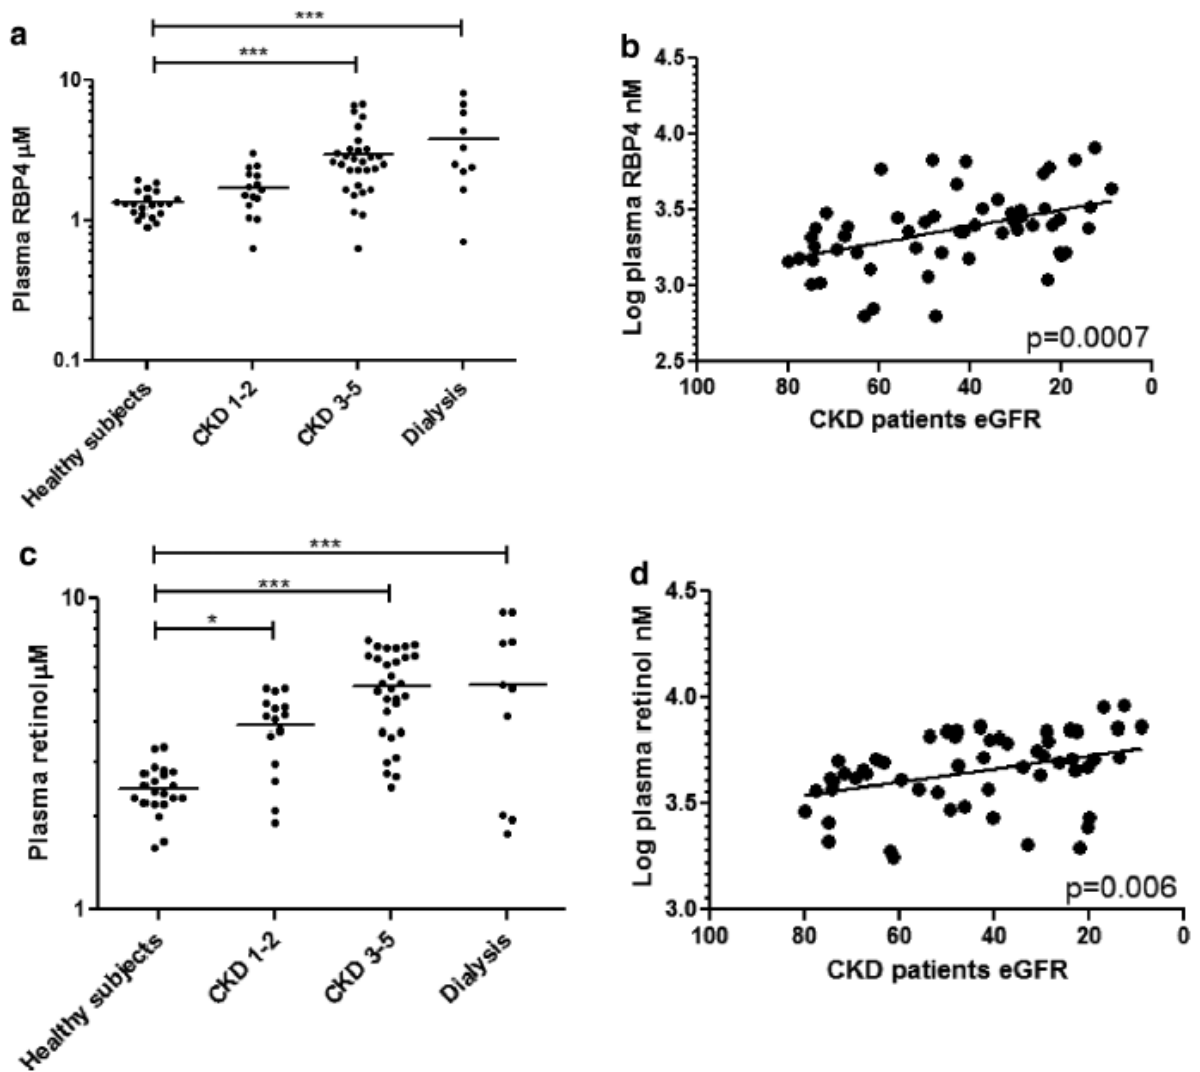 a
***
***
Plasma RBP4 µM
10
1
0.1
Healthy subjects
CKD 1-2
CKD 3-5
Dialysis
b
Log plasma RBP4 nM
4.5
4.0
3.5
3.0
2.5
p=0.0007
100 80 60 40 20 0
CKD patients eGFR
c
***
***
*
Plasma retinol µM
10
1
Healthy subjects
CKD 1-2
CKD 3-5
Dialysis
d
Log plasma retinol nM
4.5
4.0
3.5
3.0
p=0.006
100 80 60 40 20 0
CKD patients eGFR